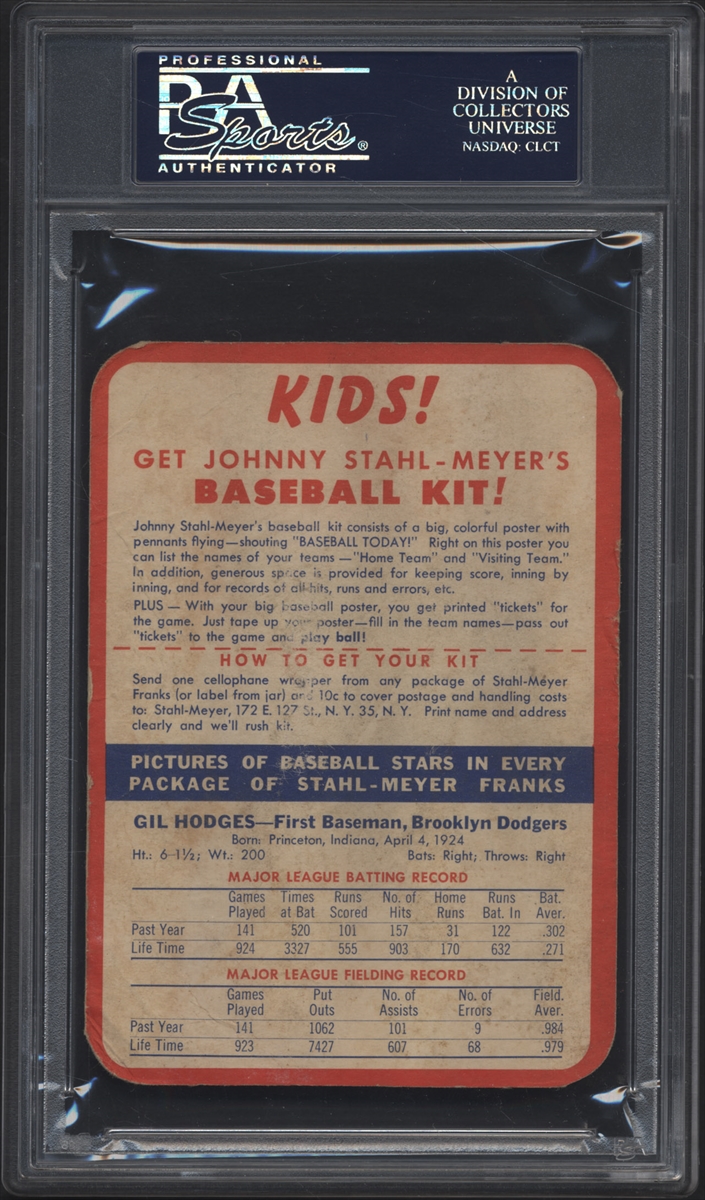 PROFESSIONAL
PSA
Sports®
AUTHENTICATOR
A
DIVISION OF
COLLECTORS
UNIVERSE
NASDAQ: CLCT
KIDS!
GET JOHNNY STAHL-MEYER'S
BASEBALL KIT!
Johnny Stahl-Meyer's baseball kit consists of a big, colorful poster with
pennants flying—shouting "BASEBALL TODAY!" Right on this poster you
can list the names of your teams—"Home Team" and "Visiting Team."
In addition, generous space is provided for keeping score, inning by
inning, and for records of all-hits, runs and errors, etc.
PLUS — With your big baseball poster, you get printed "tickets" for
the game. Just tape up your poster—fill in the team names—pass out
"tickets" to the game and play ball!
HOW TO GET YOUR KIT
Send one cellophane wrapper from any package of Stahl-Meyer
Franks (or label from jar) and 10c to cover postage and handling costs
to: Stahl-Meyer, 172 E. 127 St., N. Y. 35, N. Y. Print name and address
clearly and we'll rush kit.
PICTURES OF BASEBALL STARS IN EVERY
PACKAGE OF STAHL-MEYER FRANKS
GIL HODGES—First Baseman, Brooklyn Dodgers
Born: Princeton, Indiana, April 4, 1924
Ht.: 6-1½; Wt.: 200 Bats: Right; Throws: Right
MAJOR LEAGUE BATTING RECORD
Games Times Runs No. of Home Runs Bat.
Played at Bat Scored Hits Runs Bat. In Aver.
Past Year 141 520 101 157 31 122 .302
Life Time 924 3327 555 903 170 632 .271
MAJOR LEAGUE FIELDING RECORD
Games Put No. of No. of Field.
Played Outs Assists Errors Aver.
Past Year 141 1062 101 9 .984
Life Time 923 7427 607 68 .979